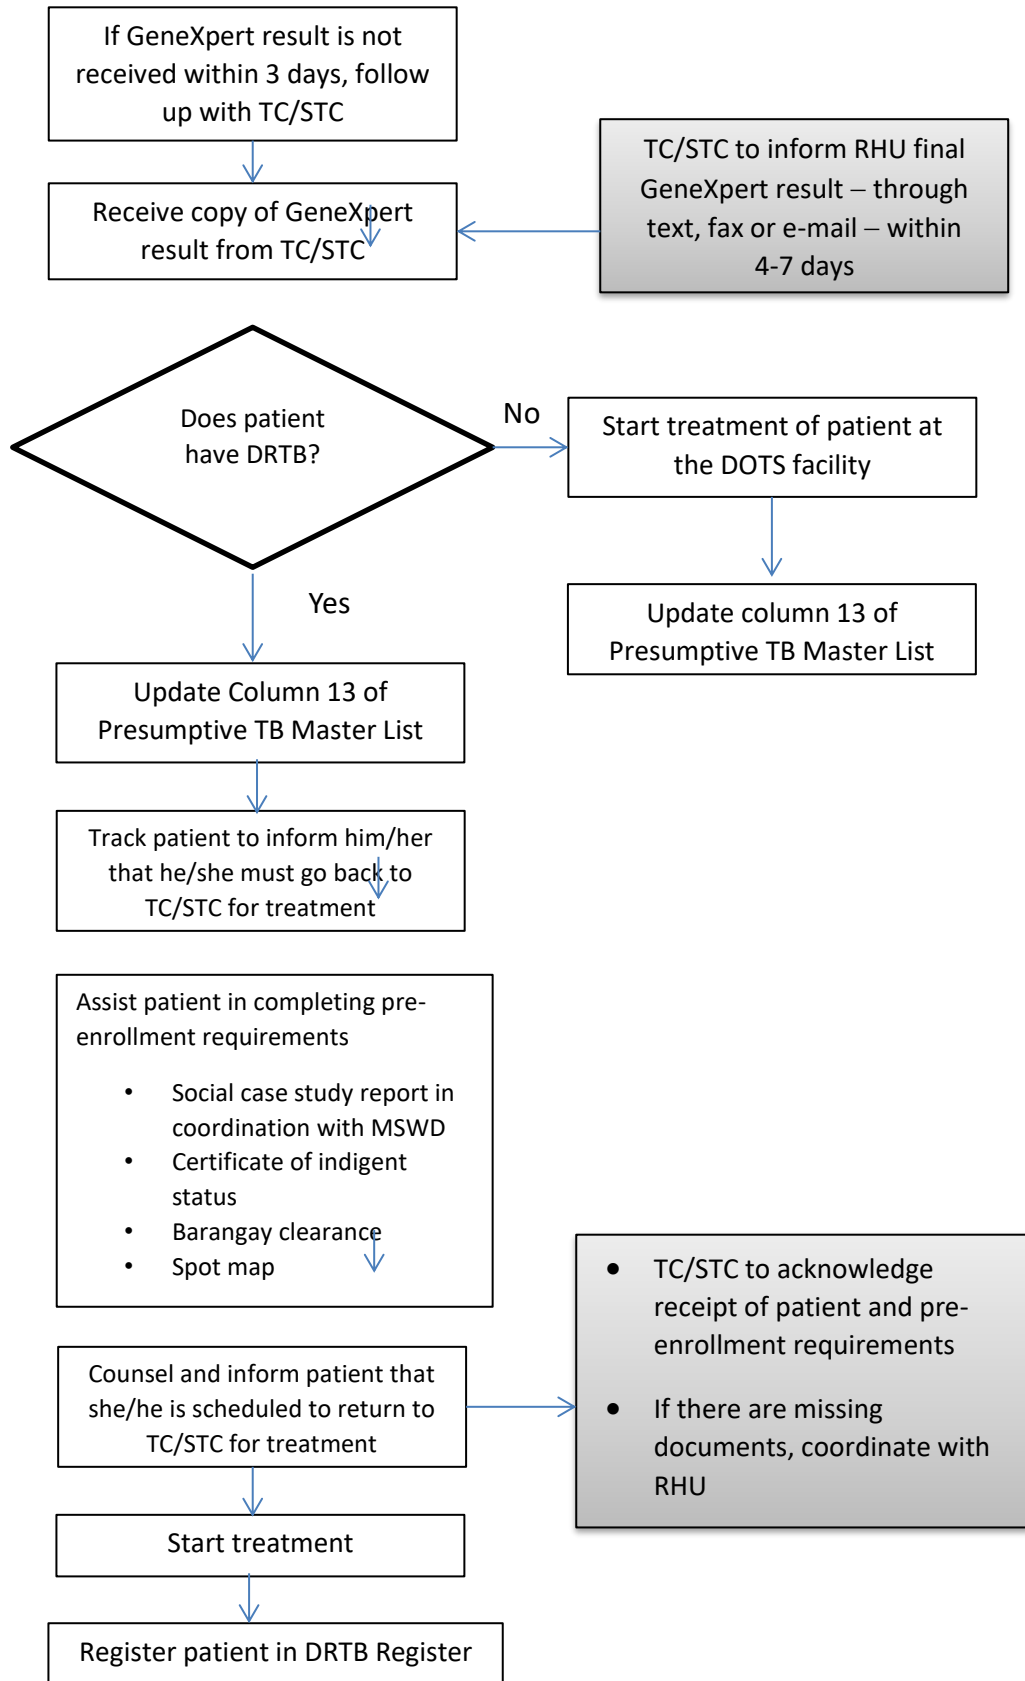 If GeneXpert result is not
received within 3 days, follow
up with TC/STC
TC/STC to inform RHU final
GeneXpert result – through
text, fax or e-mail – within
4-7 days
Receive copy of GeneXpert
result from TC/STC
Does patient
have DRTB?
No
Start treatment of patient at
the DOTS facility
Yes
Update column 13 of
Presumptive TB Master List
Update Column 13 of
Presumptive TB Master List
Track patient to inform him/her
that he/she must go back to
TC/STC for treatment
Assist patient in completing pre-
enrollment requirements
• Social case study report in
coordination with MSWD
• Certificate of indigent
status
• Barangay clearance
• Spot map
• TC/STC to acknowledge
receipt of patient and pre-
enrollment requirements
• If there are missing
documents, coordinate with
RHU
Counsel and inform patient that
she/he is scheduled to return to
TC/STC for treatment
Start treatment
Register patient in DRTB Register